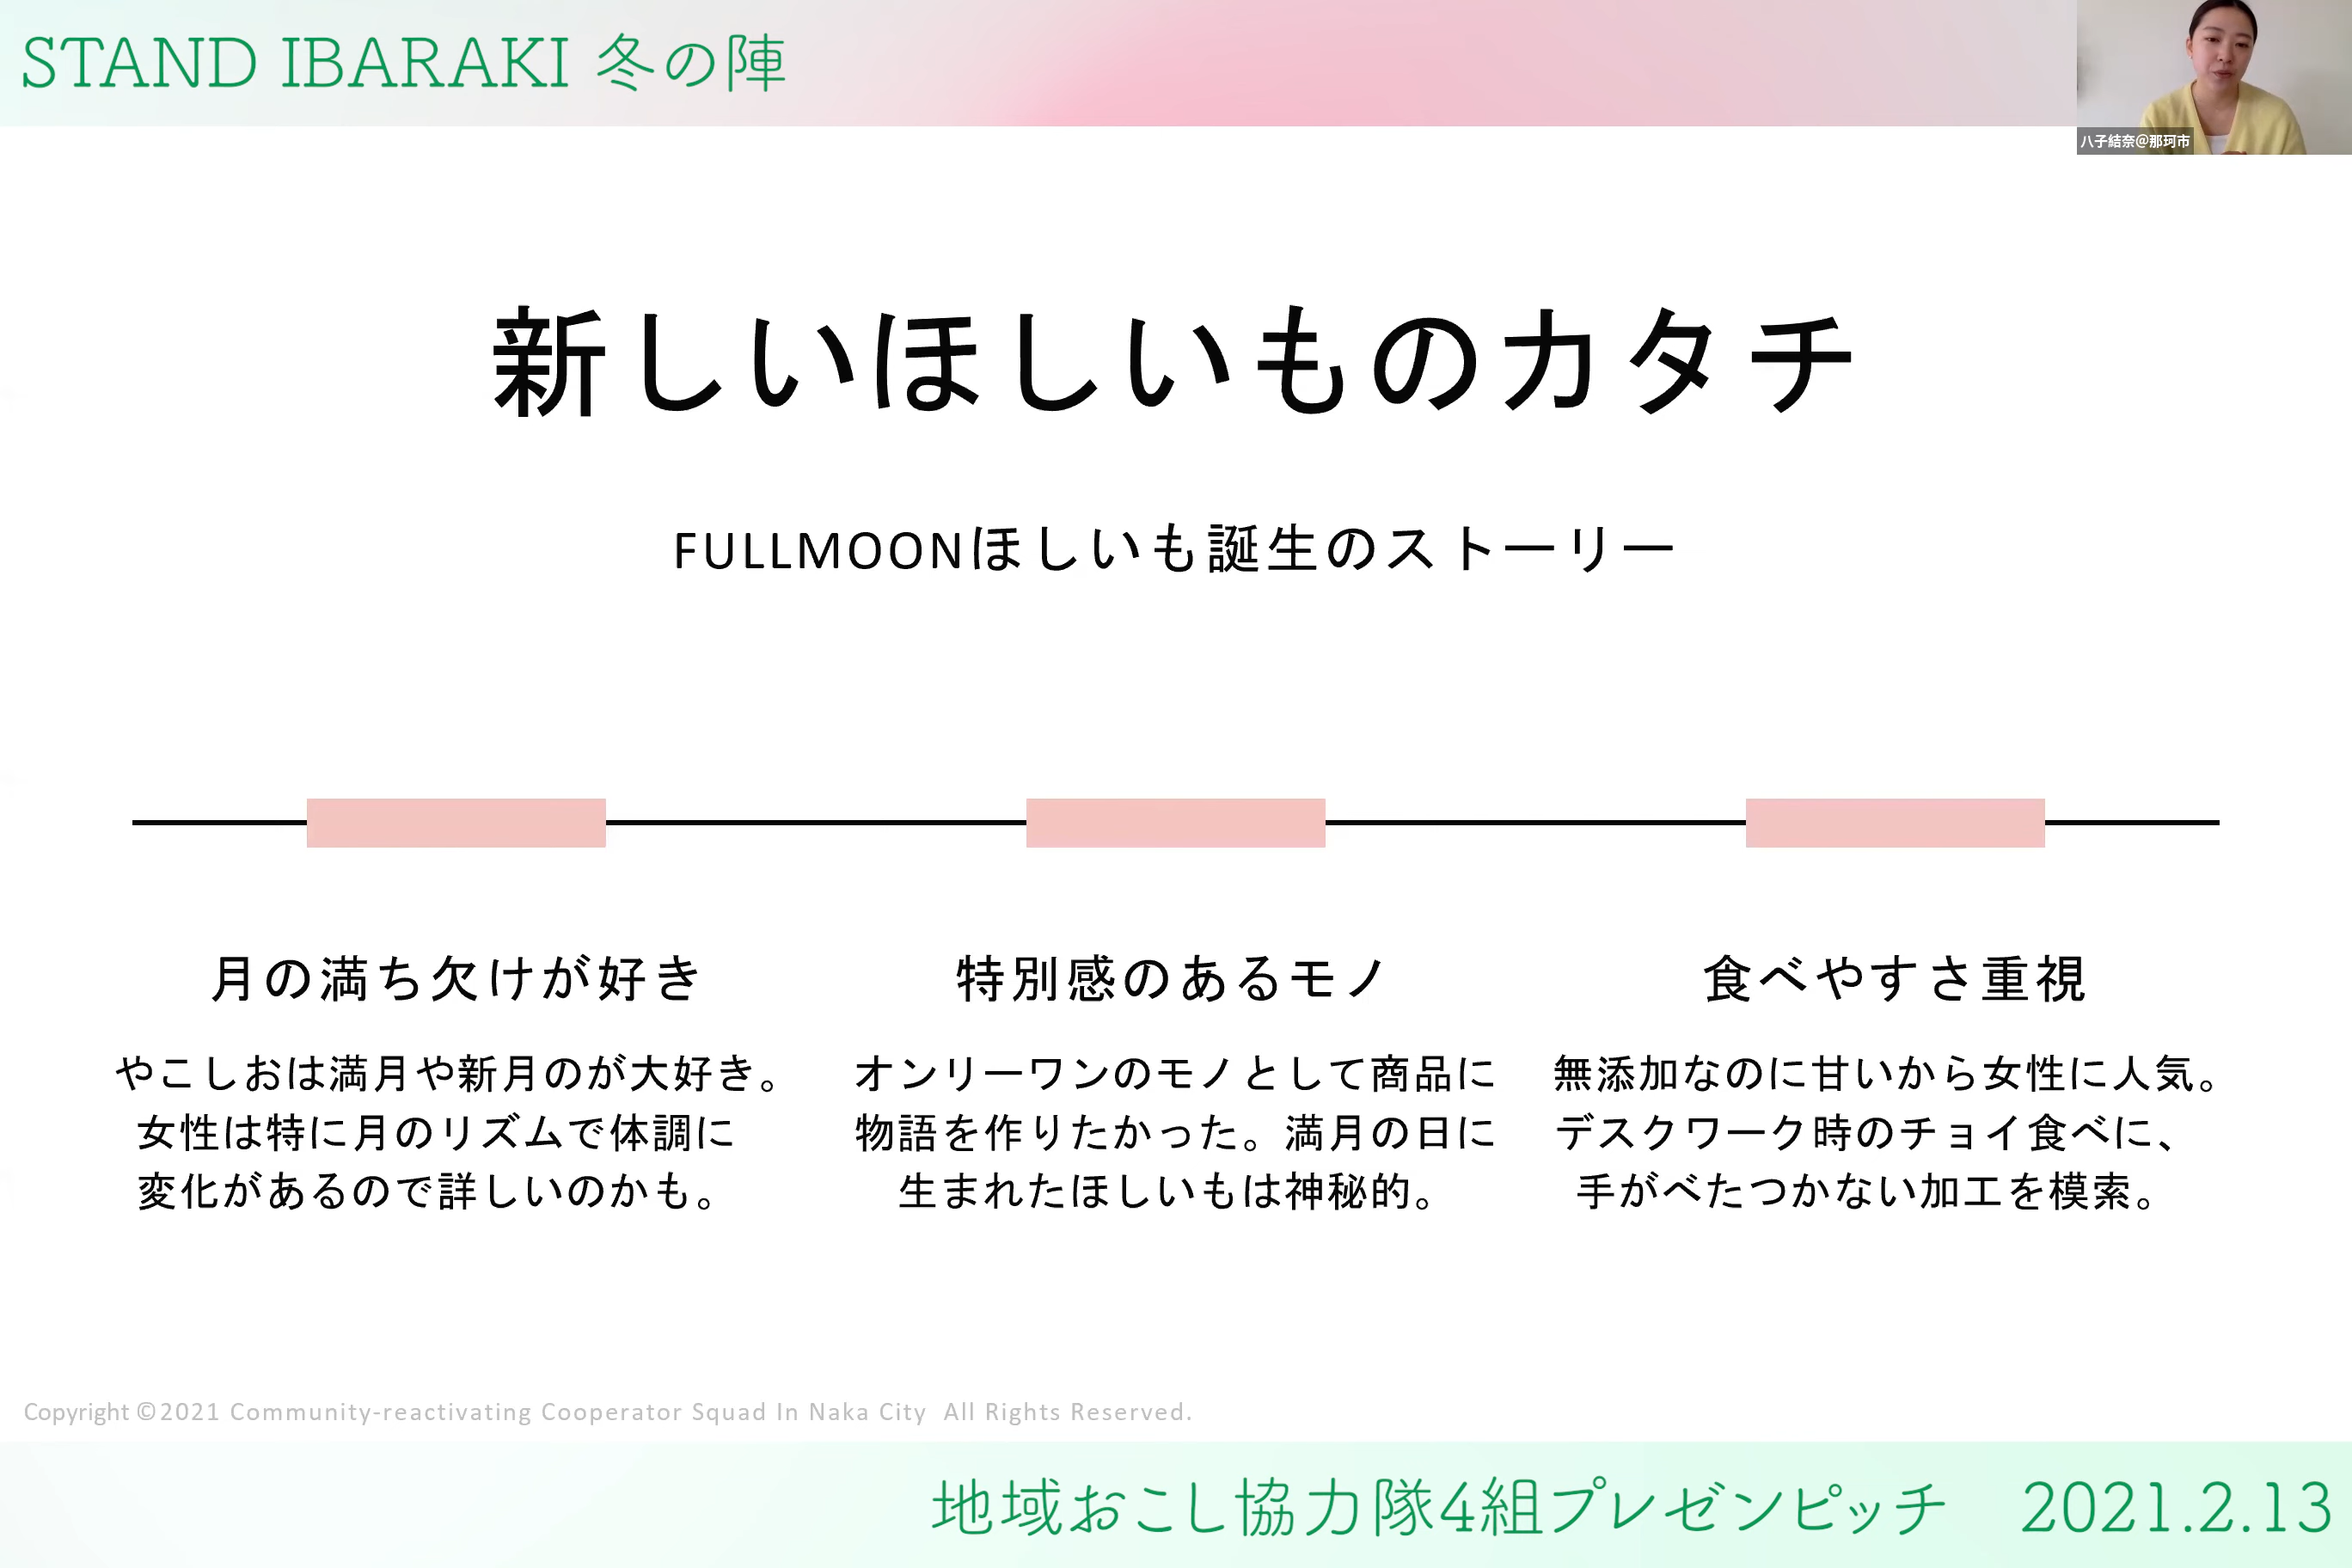 STAND IBARAKI 冬の陣
八子結奈@那珂市
新しいほしいものカタチ
FULLMOONほしいも誕生のストーリー
月の満ち欠けが好き
やこしおは満月や新月のが大好き。
女性は特に月のリズムで体調に
変化があるので詳しいのかも。
特別感のあるモノ
オンリーワンのモノとして商品に
物語を作りたかった。満月の日に
生まれたほしいもは神秘的。
食べやすさ重視
無添加なのに甘いから女性に人気。
デスクワーク時のチョイ食べに、
手がべたつかない加工を模索。
Copyright ©2021 Community-reactivating Cooperator Squad In Naka City All Rights Reserved.
地域おこし協力隊4組プレゼンピッチ 2021.2.13